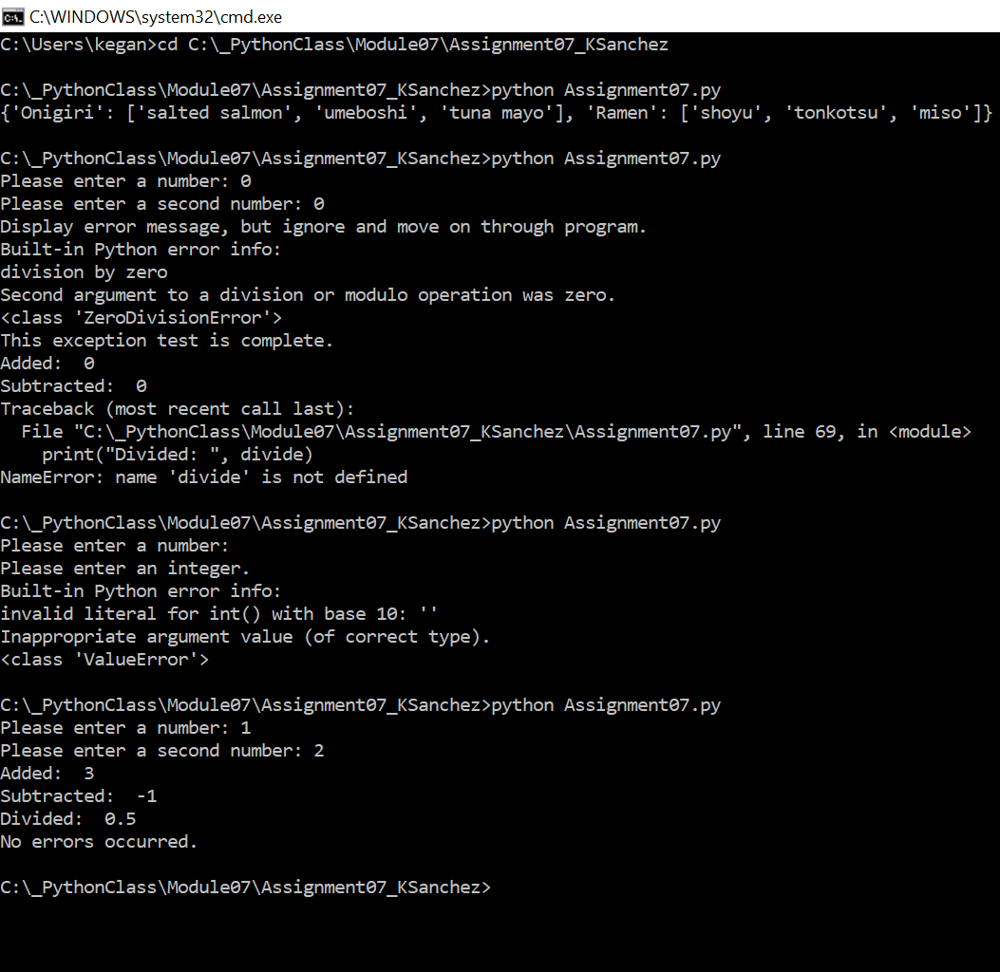 C:\WINDOWS\system32\cmd.exe
C:\Users\kegan>cd C:\_PythonClass\Module07\Assignment07_KSanchez
C:\_PythonClass\Module07\Assignment07_KSanchez>python Assignment07.py
{'Onigiri': ['salted salmon', 'umeboshi', 'tuna mayo'], 'Ramen': ['shoyu', 'tonkotsu', 'miso']}
C:\_PythonClass\Module07\Assignment07_KSanchez>python Assignment07.py
Please enter a number: 0
Please enter a second number: 0
Display error message, but ignore and move on through program.
Built-in Python error info:
division by zero
Second argument to a division or modulo operation was zero.
<class 'ZeroDivisionError'>
This exception test is complete.
Added:  0
Subtracted:  0
Traceback (most recent call last):
  File "C:\_PythonClass\Module07\Assignment07_KSanchez\Assignment07.py", line 69, in <module>
    print("Divided: ", divide)
NameError: name 'divide' is not defined
C:\_PythonClass\Module07\Assignment07_KSanchez>python Assignment07.py
Please enter a number:
Please enter an integer.
Built-in Python error info:
invalid literal for int() with base 10: ''
Inappropriate argument value (of correct type).
<class 'ValueError'>
C:\_PythonClass\Module07\Assignment07_KSanchez>python Assignment07.py
Please enter a number: 1
Please enter a second number: 2
Added:  3
Subtracted:  -1
Divided:  0.5
No errors occurred.
C:\_PythonClass\Module07\Assignment07_KSanchez>